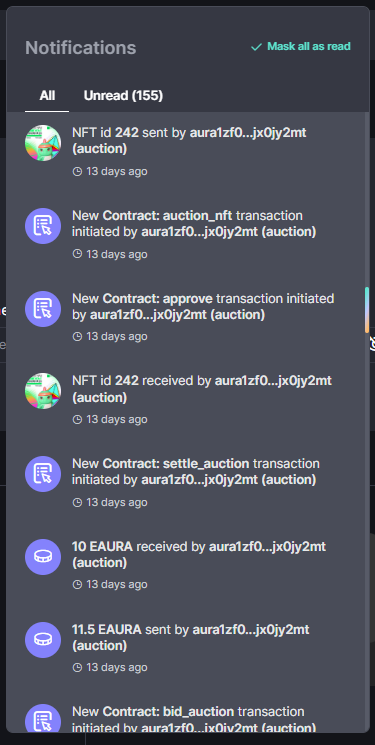 Notifications
Mask all as read
All
Unread (155)
NFT id 242 sent by aura1zf0...jx0jy2mt
(auction)
13 days ago
New Contract: auction_nft transaction
initiated by aura1zf0...jx0jy2mt (auction)
13 days ago
New Contract: approve transaction initiated
by aura1zf0...jx0jy2mt (auction)
13 days ago
NFT id 242 received by aura1zf0...jx0jy2mt
(auction)
13 days ago
New Contract: settle_auction transaction
initiated by aura1zf0...jx0jy2mt (auction)
13 days ago
10 EAURA received by aura1zf0...jx0jy2mt
(auction)
13 days ago
11.5 EAURA sent by aura1zf0...jx0jy2mt
(auction)
13 days ago
New Contract: bid_auction transaction
initiated by aura1zf0...jx0jy2mt (auction)